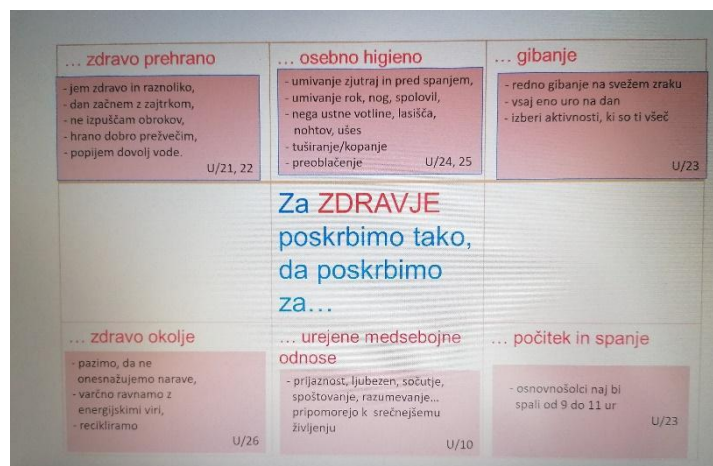 ... zdravo prehrano
- jem zdravo in raznoliko,
- dan začnem z zajtrkom,
- ne izpuščam obrokov,
- hrano dobro prežvečim,
- popijem dovolj vode.
U/21, 22
... osebno higieno
- umivanje zjutraj in pred spanjem,
- umivanje rok, nog, spolovil,
- nega ustne votline, lasišča,
nohtov, ušes
- tuširanje/kopanje
- preoblačenje
U/24, 25
... gibanje
- redno gibanje na svežem zraku
- vsaj eno uro na dan
- izberi aktivnosti, ki so ti všeč
U/23
Za ZDRAVJE
poskrbimo tako,
da poskrbimo
za...
... zdravo okolje
- pazimo, da ne
onesnažujemo narave,
- varčno ravnamo z
energijskimi viri,
- recikliramo
U/26
... urejene medsebojne
odnose
- prijaznost, ljubezen, sočutje,
spoštovanje, razumevanje...
pripomorejo k srečnejšemu
življenju
U/10
... počitek in spanje
- osnovnošolci naj bi
spali od 9 do 11 ur
U/23